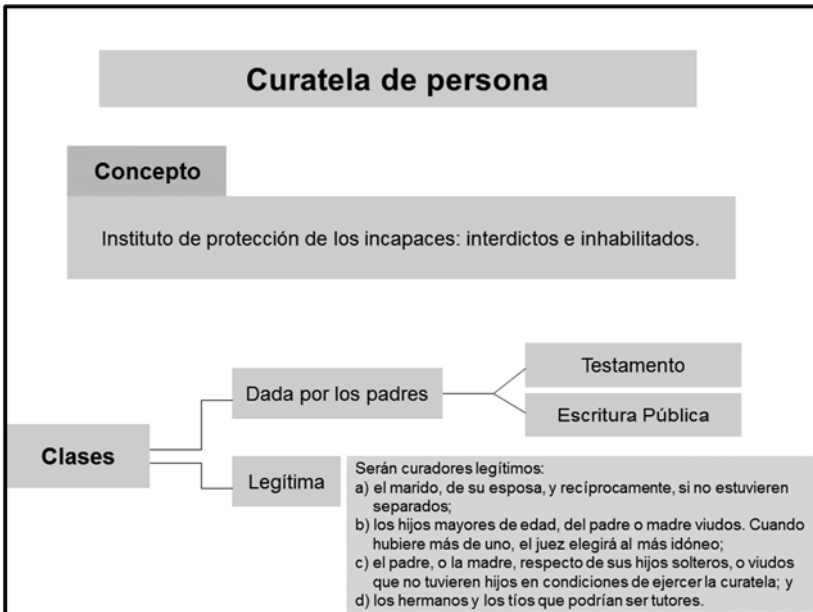 Curatela de persona
Concepto
Instituto de protección de los incapaces: interdictos e inhabilitados.
Clases
Dada por los padres
Testamento
Escritura Pública
Legítima
Serán curadores legítimos:
a) el marido, de su esposa, y recíprocamente, si no estuvieren
separados;
b) los hijos mayores de edad, del padre o madre viudos. Cuando
hubiere más de uno, el juez elegirá al más idóneo;
c) el padre, o la madre, respecto de sus hijos solteros, o viudos
que no tuvieren hijos en condiciones de ejercer la curatela; y
d) los hermanos y los tíos que podrían ser tutores.